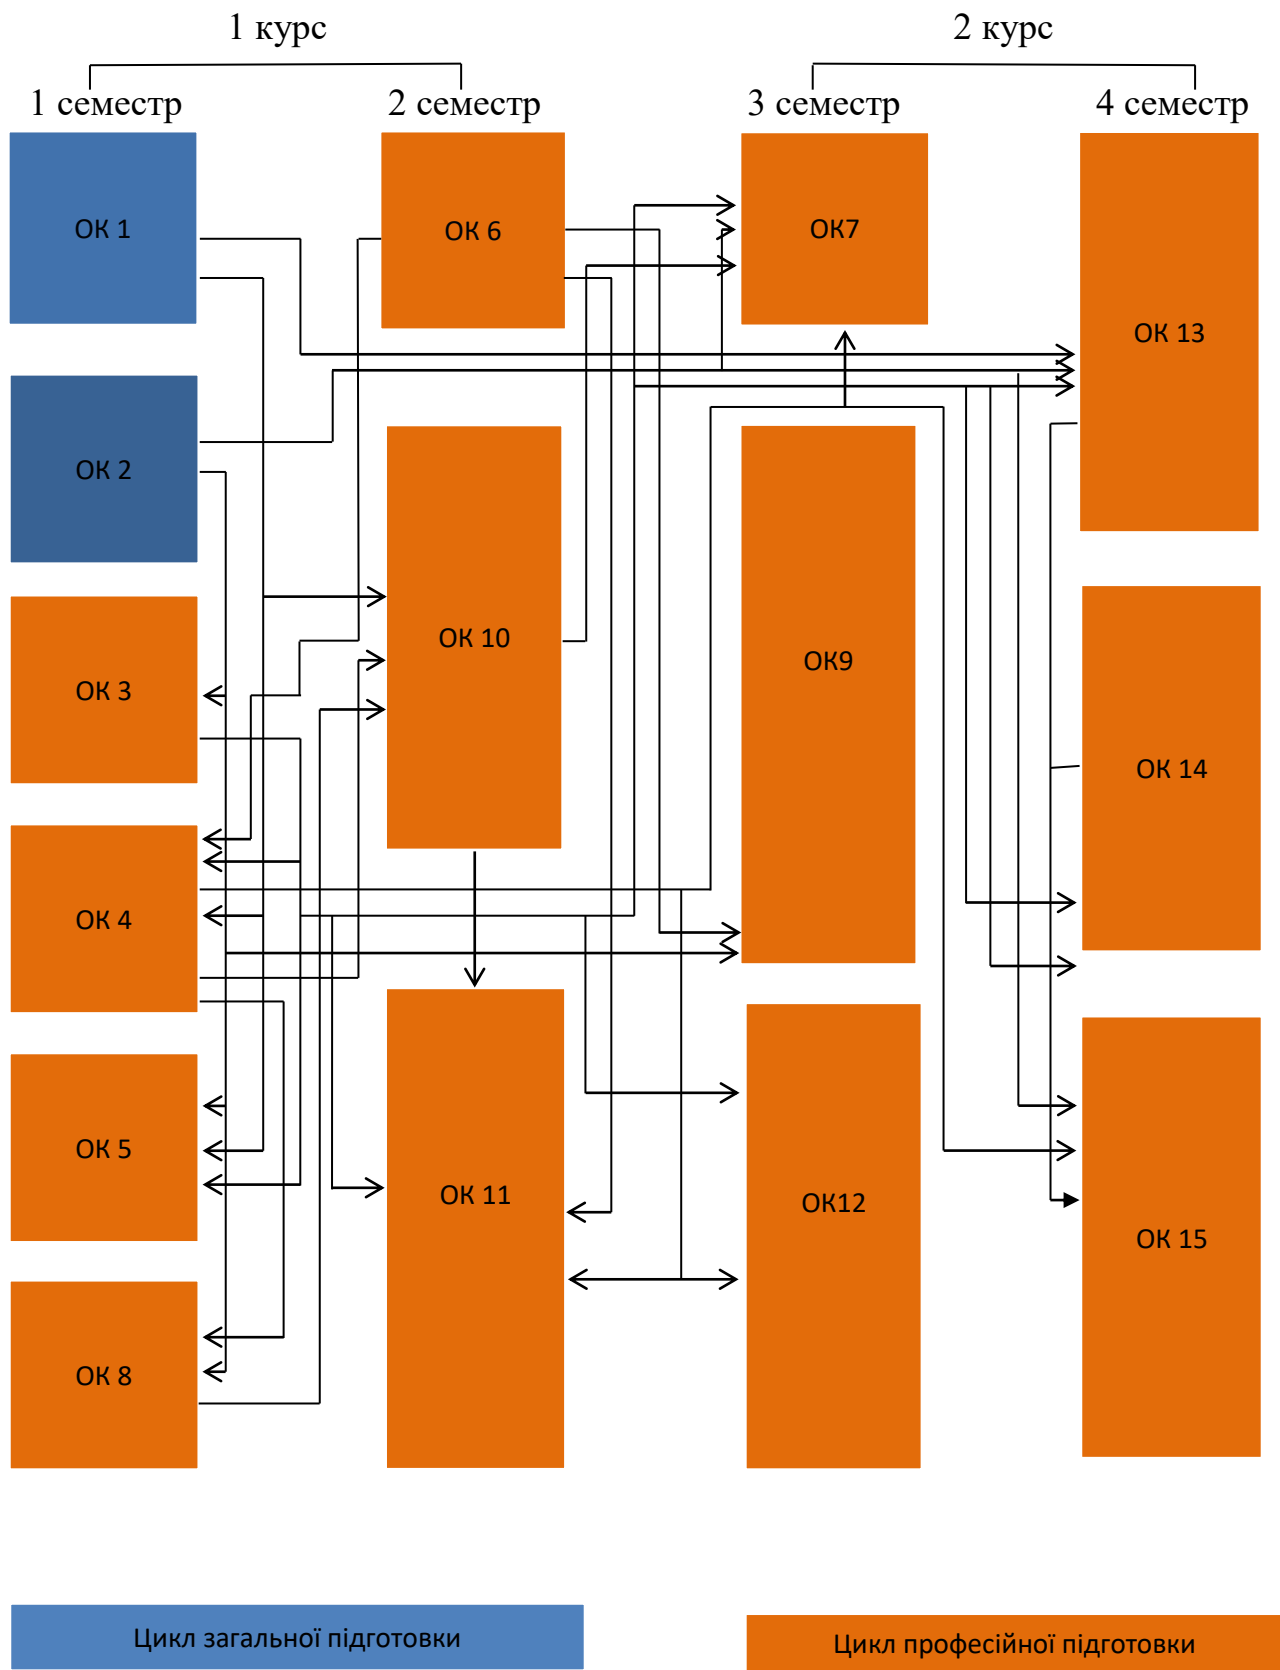 1 курс
2 курс
1 семестр
2 семестр
3 семестр
4 семестр
ОК 1
ОК 6
ОК7
ОК 13
ОК 2
ОК 10
ОК9
ОК 3
ОК 14
ОК 4
ОК 5
ОК 11
ОК12
ОК 15
ОК 8
Цикл загальної підготовки
Цикл професійної підготовки